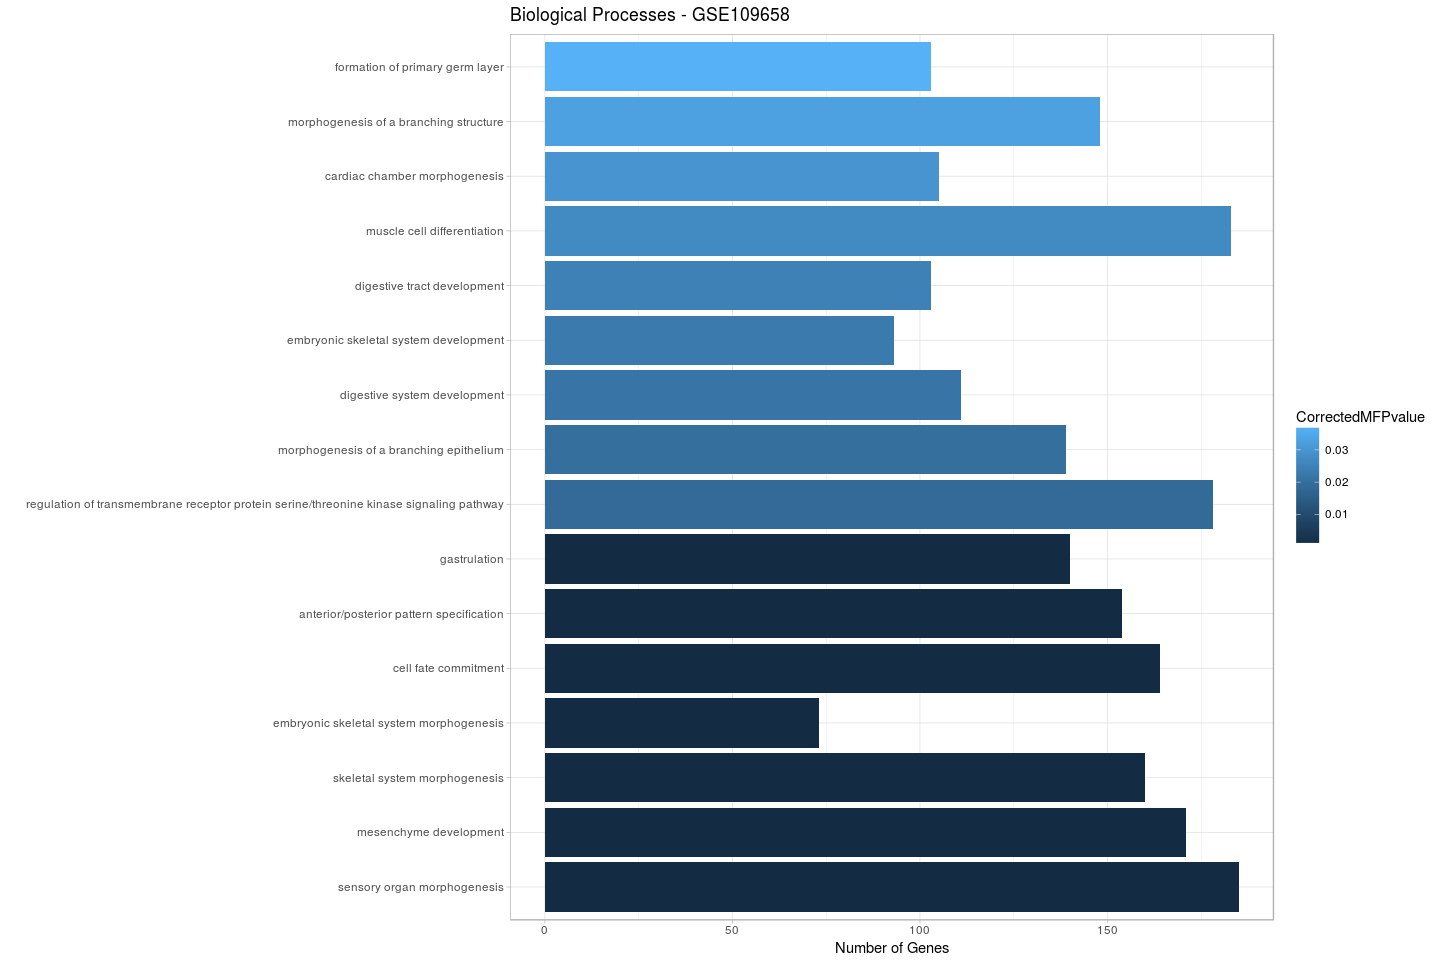 Biological Processes - GSE109658
formation of primary germ layer
morphogenesis of a branching structure
cardiac chamber morphogenesis
muscle cell differentiation
digestive tract development
embryonic skeletal system development
digestive system development
morphogenesis of a branching epithelium
regulation of transmembrane receptor protein serine/threonine kinase signaling pathway
gastrulation
anterior/posterior pattern specification
cell fate commitment
embryonic skeletal system morphogenesis
skeletal system morphogenesis
mesenchyme development
sensory organ morphogenesis
0 50 100 150
Number of Genes
CorrectedMFPvalue
0.03
0.02
0.01